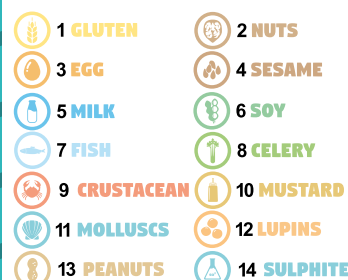 1 GLUTEN 2 NUTS
3 EGG 4 SESAME
5 MILK 6 SOY
7 FISH 8 CELERY
9 CRUSTACEAN 10 MUSTARD
11 MOLLUSCS 12 LUPINS
13 PEANUTS 14 SULPHITE